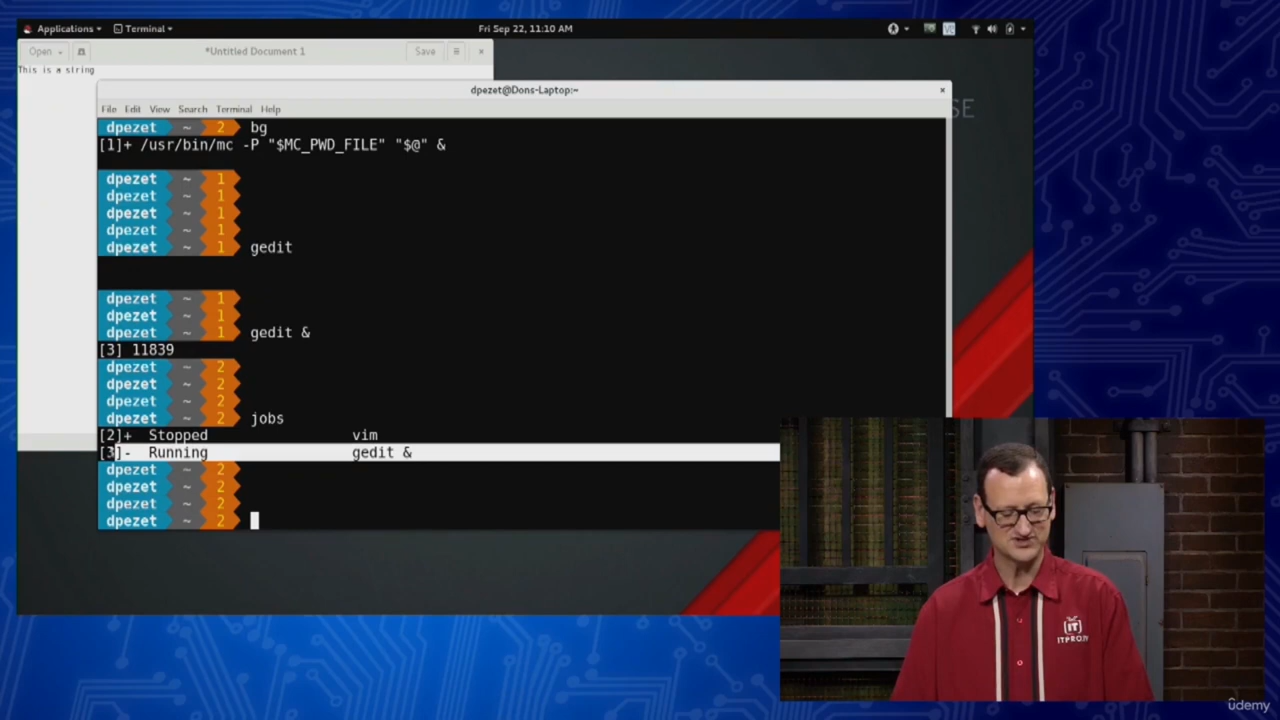 Applications Terminal Fri Sep 22, 11:10 AM
Open *Untitled Document 1 Save
This is a string
SE
dpezet@Dons-Laptop:~
File Edit View Search Terminal Help
dpezet ~ 2 bg
[1]+ /usr/bin/mc -P "$MC_PWD_FILE" "$@" &
dpezet ~ 1
dpezet ~ 1
dpezet ~ 1
dpezet ~ 1
dpezet ~ 1 gedit
dpezet ~ 1
dpezet ~ 1
dpezet ~ 1 gedit &
[3] 11839
dpezet ~ 2
dpezet ~ 2
dpezet ~ 2
dpezet ~ 2 jobs
[2]+ Stopped vim
[3]- Running gedit &
dpezet ~ 2
dpezet ~ 2
dpezet ~ 2
dpezet ~ 2
IT
ITPRO.TV
udemy